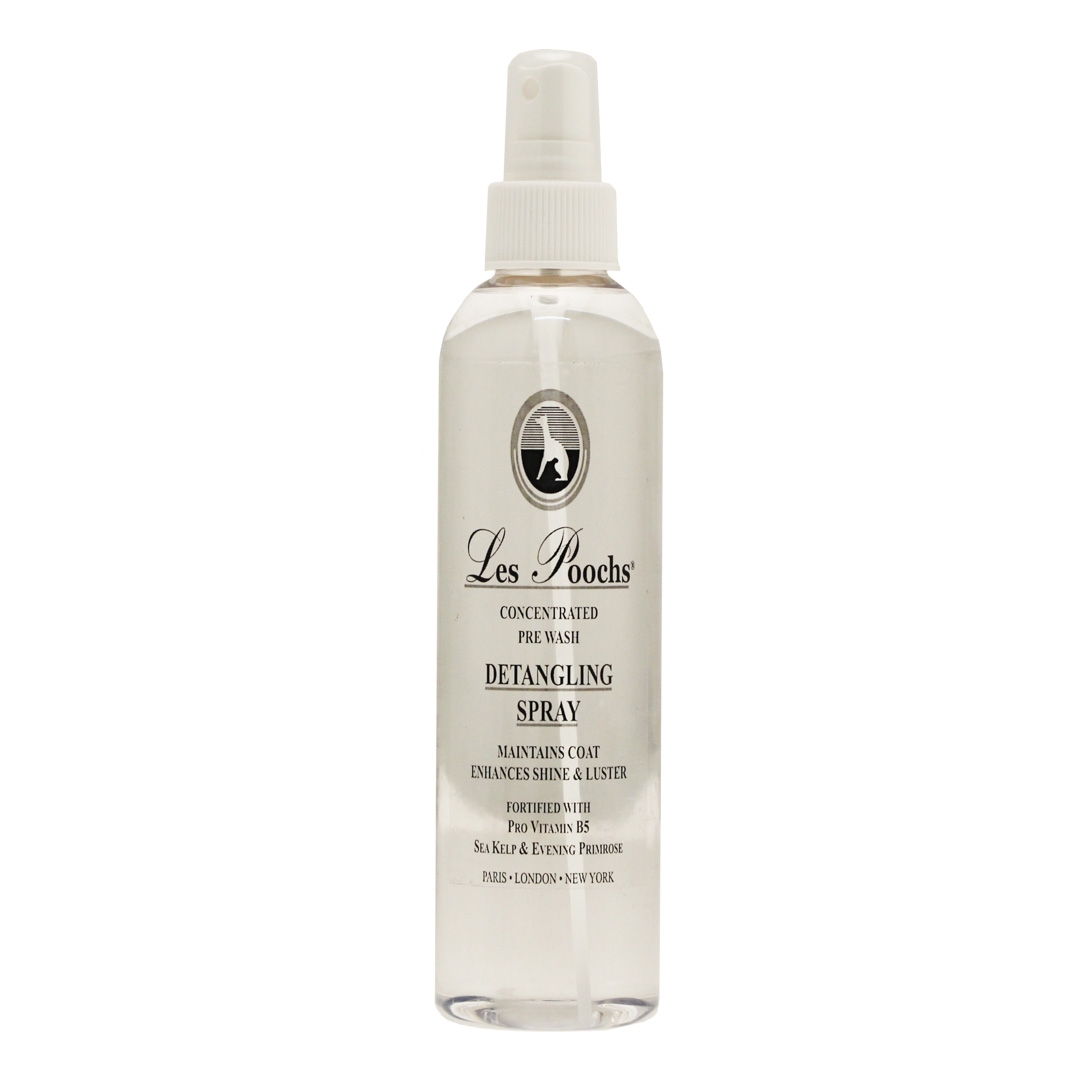 Les Poochs®
CONCENTRATED
PRE WASH
DETANGLING
SPRAY
MAINTAINS COAT
ENHANCES SHINE & LUSTER
FORTIFIED WITH
PRO VITAMIN B5
SEA KELP & EVENING PRIMROSE
PARIS • LONDON • NEW YORK